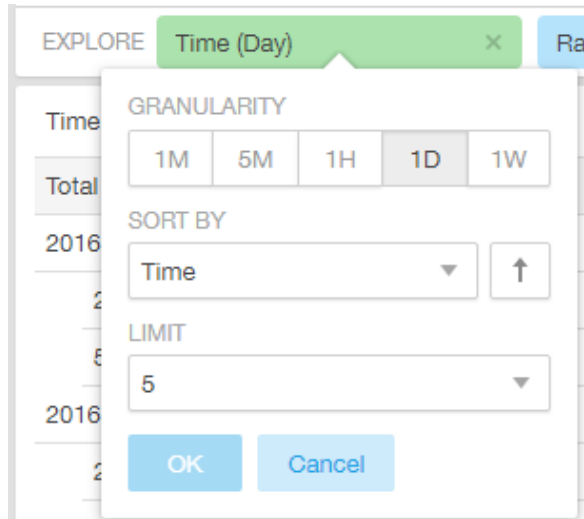 EXPLORE Time (Day) × Ra
Time
GRANULARITY
1M 5M 1H 1D 1W
Total
SORT BY
2016
Time
2
LIMIT
5
5
2016
2
OK Cancel